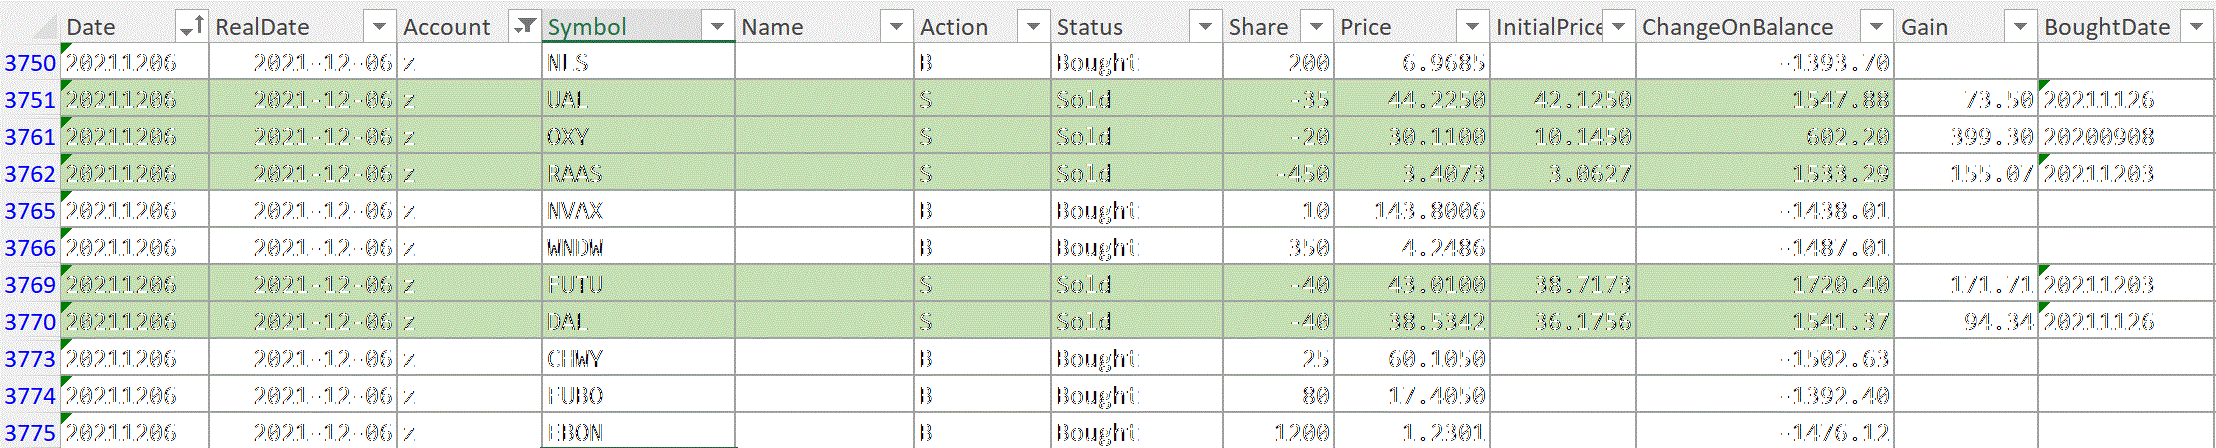 Date RealDate Account Symbol Name Action Status Share Price InitialPrice ChangeOnBalance Gain BoughtDate
3750 20211206 2021-12-06 z NLS B Bought 200 6.9685 -1393.70
3751 20211206 2021-12-06 z UAL S Sold -35 44.2250 42.1250 1547.88 73.50 20211126
3761 20211206 2021-12-06 z OXY S Sold -20 30.1100 10.1450 602.20 399.30 20200908
3762 20211206 2021-12-06 z RAAS S Sold -450 3.4073 3.0627 1533.29 155.07 20211203
3765 20211206 2021-12-06 z NVAX B Bought 10 143.8006 -1438.01
3766 20211206 2021-12-06 z WNDW B Bought 350 4.2486 -1487.01
3769 20211206 2021-12-06 z FUTU S Sold -40 43.0100 38.7173 1720.40 171.71 20211203
3770 20211206 2021-12-06 z DAL S Sold -40 38.5342 36.1756 1541.37 94.34 20211126
3773 20211206 2021-12-06 z CHWY B Bought 25 60.1050 -1502.63
3774 20211206 2021-12-06 z FUBO B Bought 80 17.4050 -1392.40
3775 20211206 2021-12-06 z EBON B Bought 1200 1.2301 -1476.12